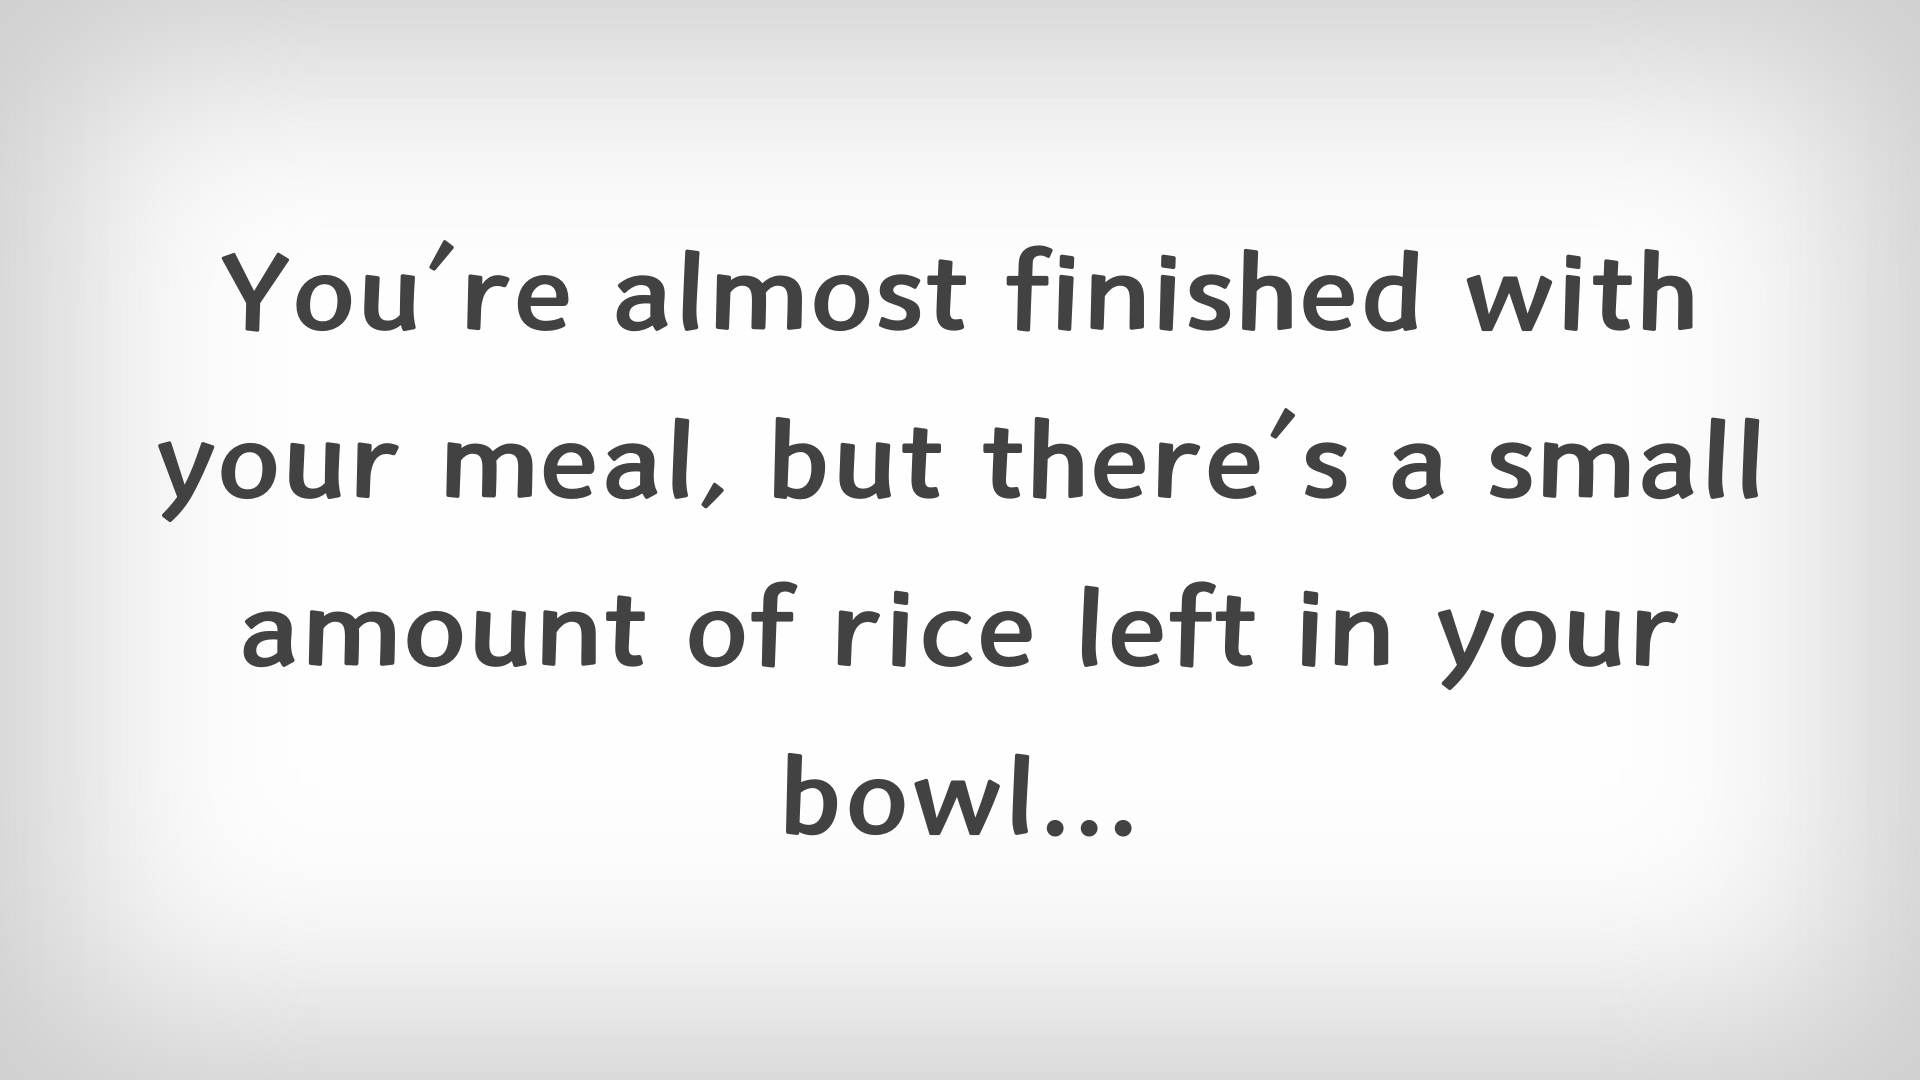 You're almost finished with
your meal, but there's a small
amount of rice left in your
bowl...